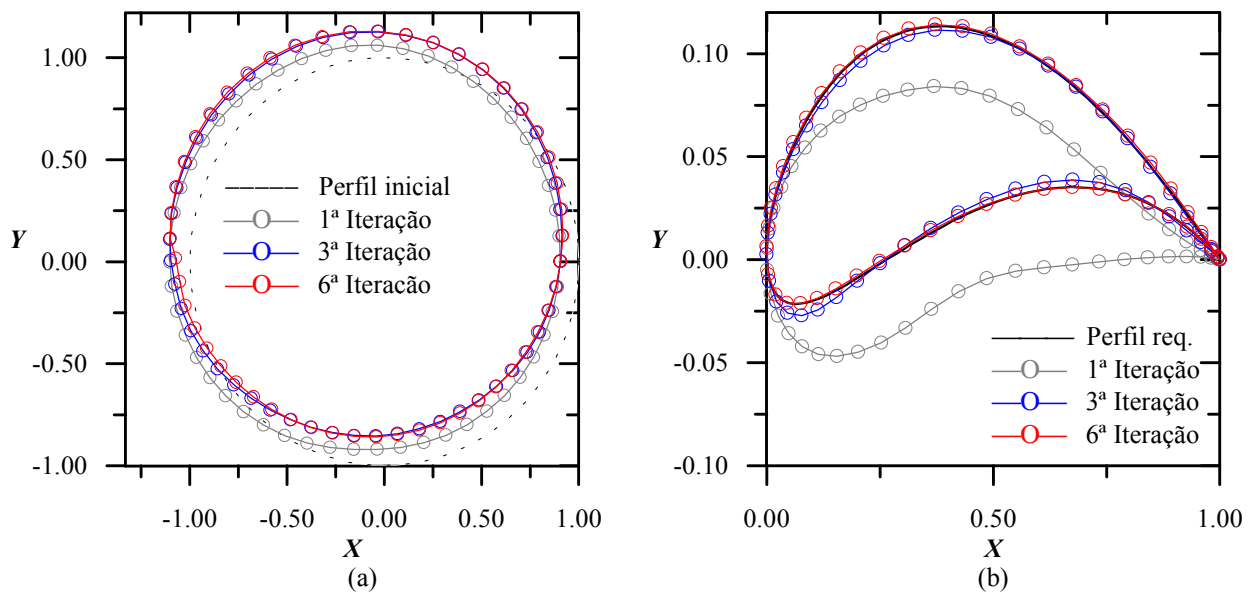 1.00
0.50
0.00
-0.50
-1.00
Y
-1.00
-0.50
0.00
0.50
1.00
X
(a)
Perfil inicial
1ª Iteração
3ª Iteração
6ª Iteracão
0.10
0.05
0.00
-0.05
-0.10
Y
0.00
0.50
1.00
X
(b)
Perfil req.
1ª Iteração
3ª Iteração
6ª Iteração